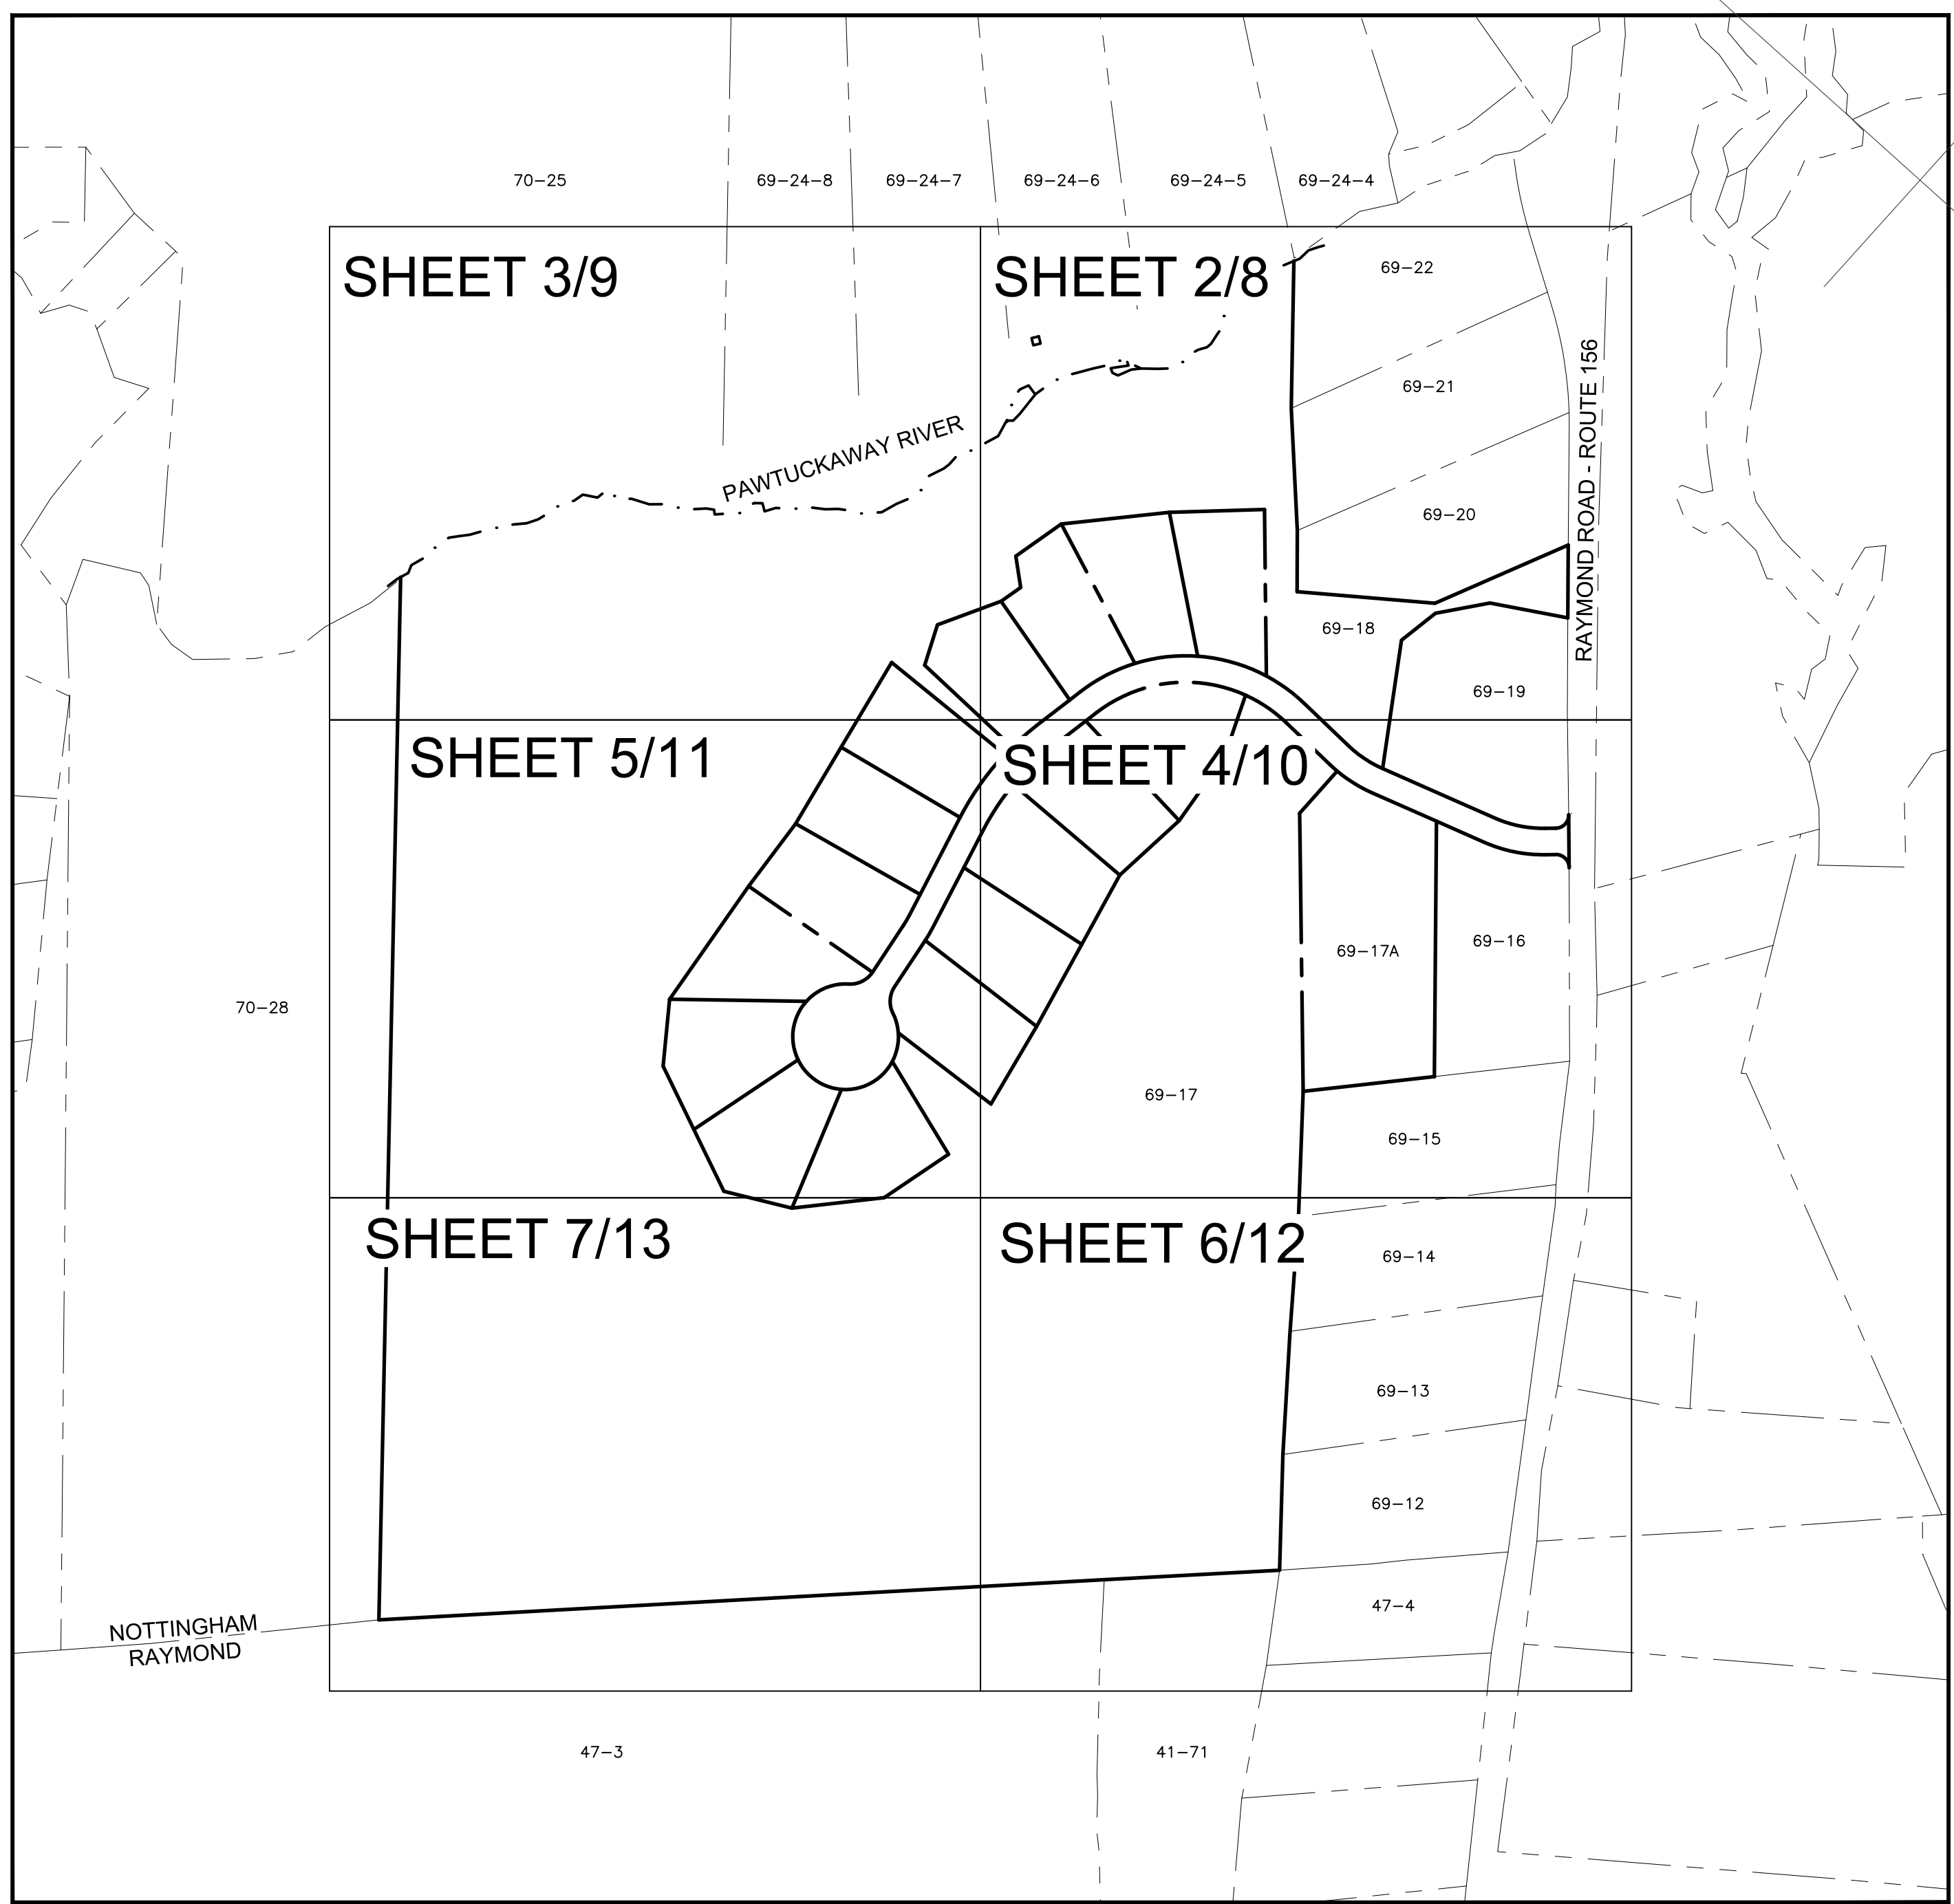 70-25
69-24-8
69-24-7
69-24-6
69-24-5
69-24-4
SHEET 3/9
SHEET 2/8
69-22
69-21
RAYMOND ROAD - ROUTE 156
PAWTUCKAWAY RIVER
69-20
69-18
69-19
SHEET 5/11
SHEET 4/10
69-17A
69-16
70-28
69-17
69-15
SHEET 7/13
SHEET 6/12
69-14
69-13
69-12
47-4
NOTTINGHAM
RAYMOND
47-3
41-71